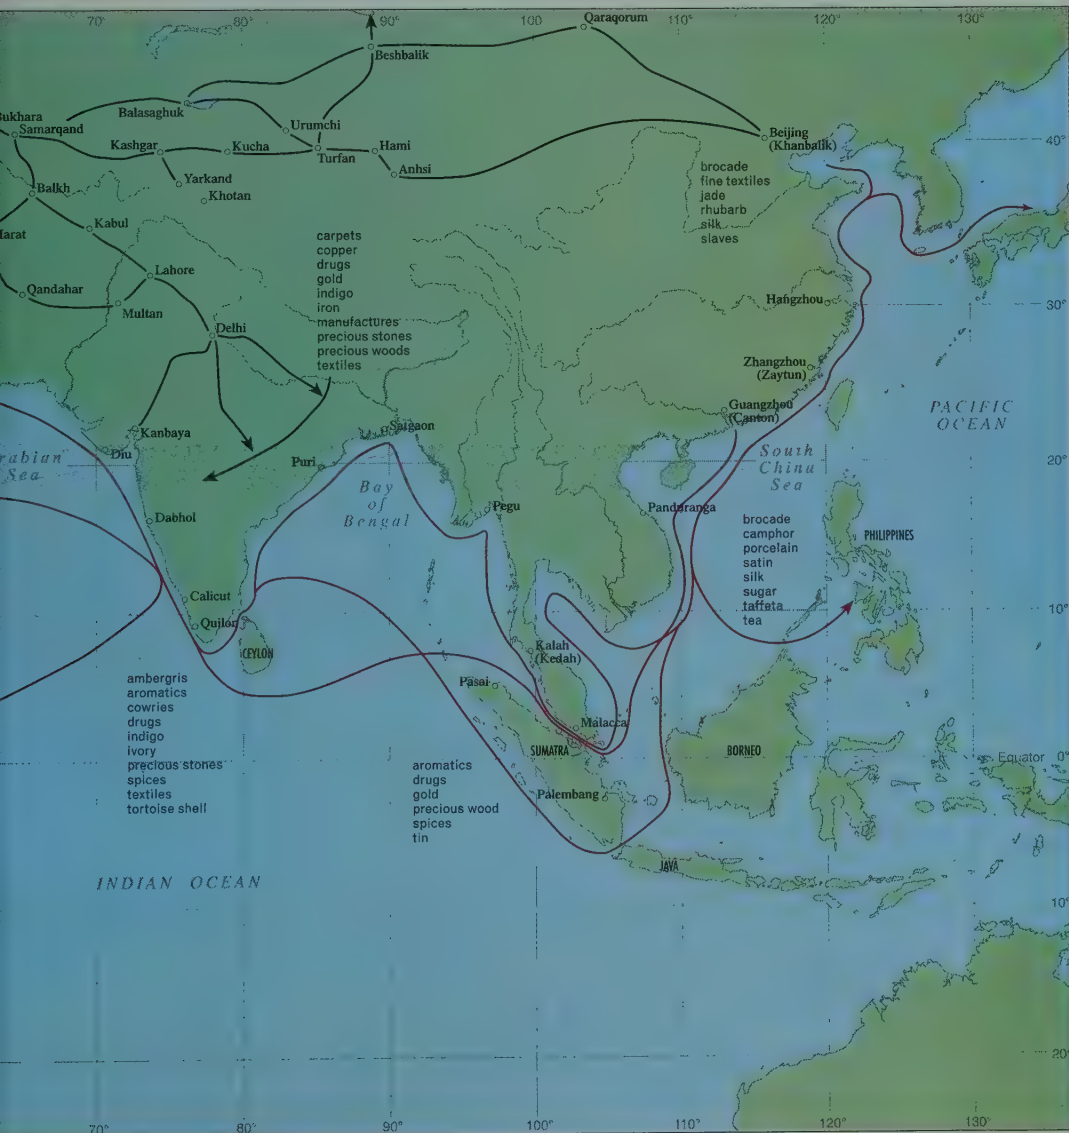 70°
80°
90°
100
110°
120°
130°
Qaraqorum
Beshbalik
Balasaghuk
Bukhara
Samarqand
Urumchi
Kashgar
Kucha
Turfan
Hami
Anhsi
Beijing
(Khanbalik)
40°
Yarkand
Khotan
Balkh
Kabul
Harat
Lahore
Qandahar
Multan
Delhi
brocade
fine textiles
jade
rhubarb
silk
slaves
carpets
copper
drugs
gold
indigo
iron
manufactures
precious stones
precious woods
textiles
Hangzhou
30°
Zhangzhou
(Zaytun)
Guangzhou
(Canton)
PACIFIC
OCEAN
Kanbaya
Diu
Satgaon
Puri
rabian
Sea
Bay
of
Bengal
South
China
Sea
20°
Dabhol
Pegu
Panduranga
brocade
camphor
porcelain
satin
silk
sugar
taffeta
tea
PHILIPPINES
Calicut
Quilon
CEYLON
10°
Kalah
(Kedah)
Pasai
Malacca
SUMATRA
BORNEO
Equator 0°
Palembang
JAVA
ambergris
aromatics
cowries
drugs
indigo
ivory
precious stones
spices
textiles
tortoise shell
aromatics
drugs
gold
precious wood
spices
tin
INDIAN OCEAN
10°
20°
70°
80°
90°
100°
110°
120°
130°